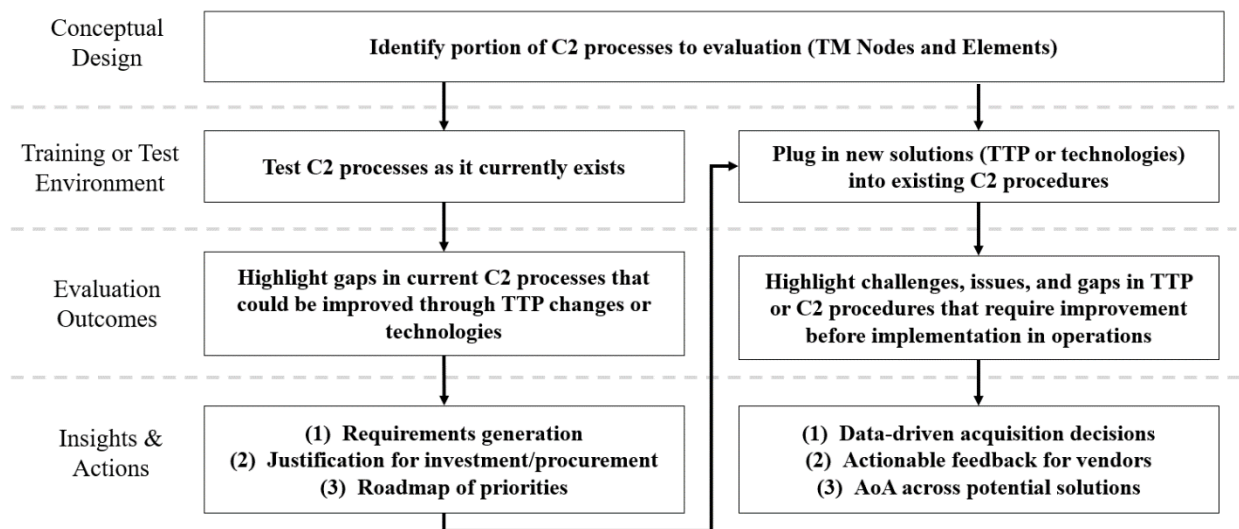 Conceptual
Design
Identify portion of C2 processes to evaluation (TM Nodes and Elements)
Training or Test
Environment
Test C2 processes as it currently exists
Plug in new solutions (TTP or technologies)
into existing C2 procedures
Evaluation
Outcomes
Highlight gaps in current C2 processes that
could be improved through TTP changes or
technologies
Highlight challenges, issues, and gaps in TTP
or C2 procedures that require improvement
before implementation in operations
Insights &
Actions
(1) Requirements generation
(2) Justification for investment/procurement
(3) Roadmap of priorities
(1) Data-driven acquisition decisions
(2) Actionable feedback for vendors
(3) AoA across potential solutions